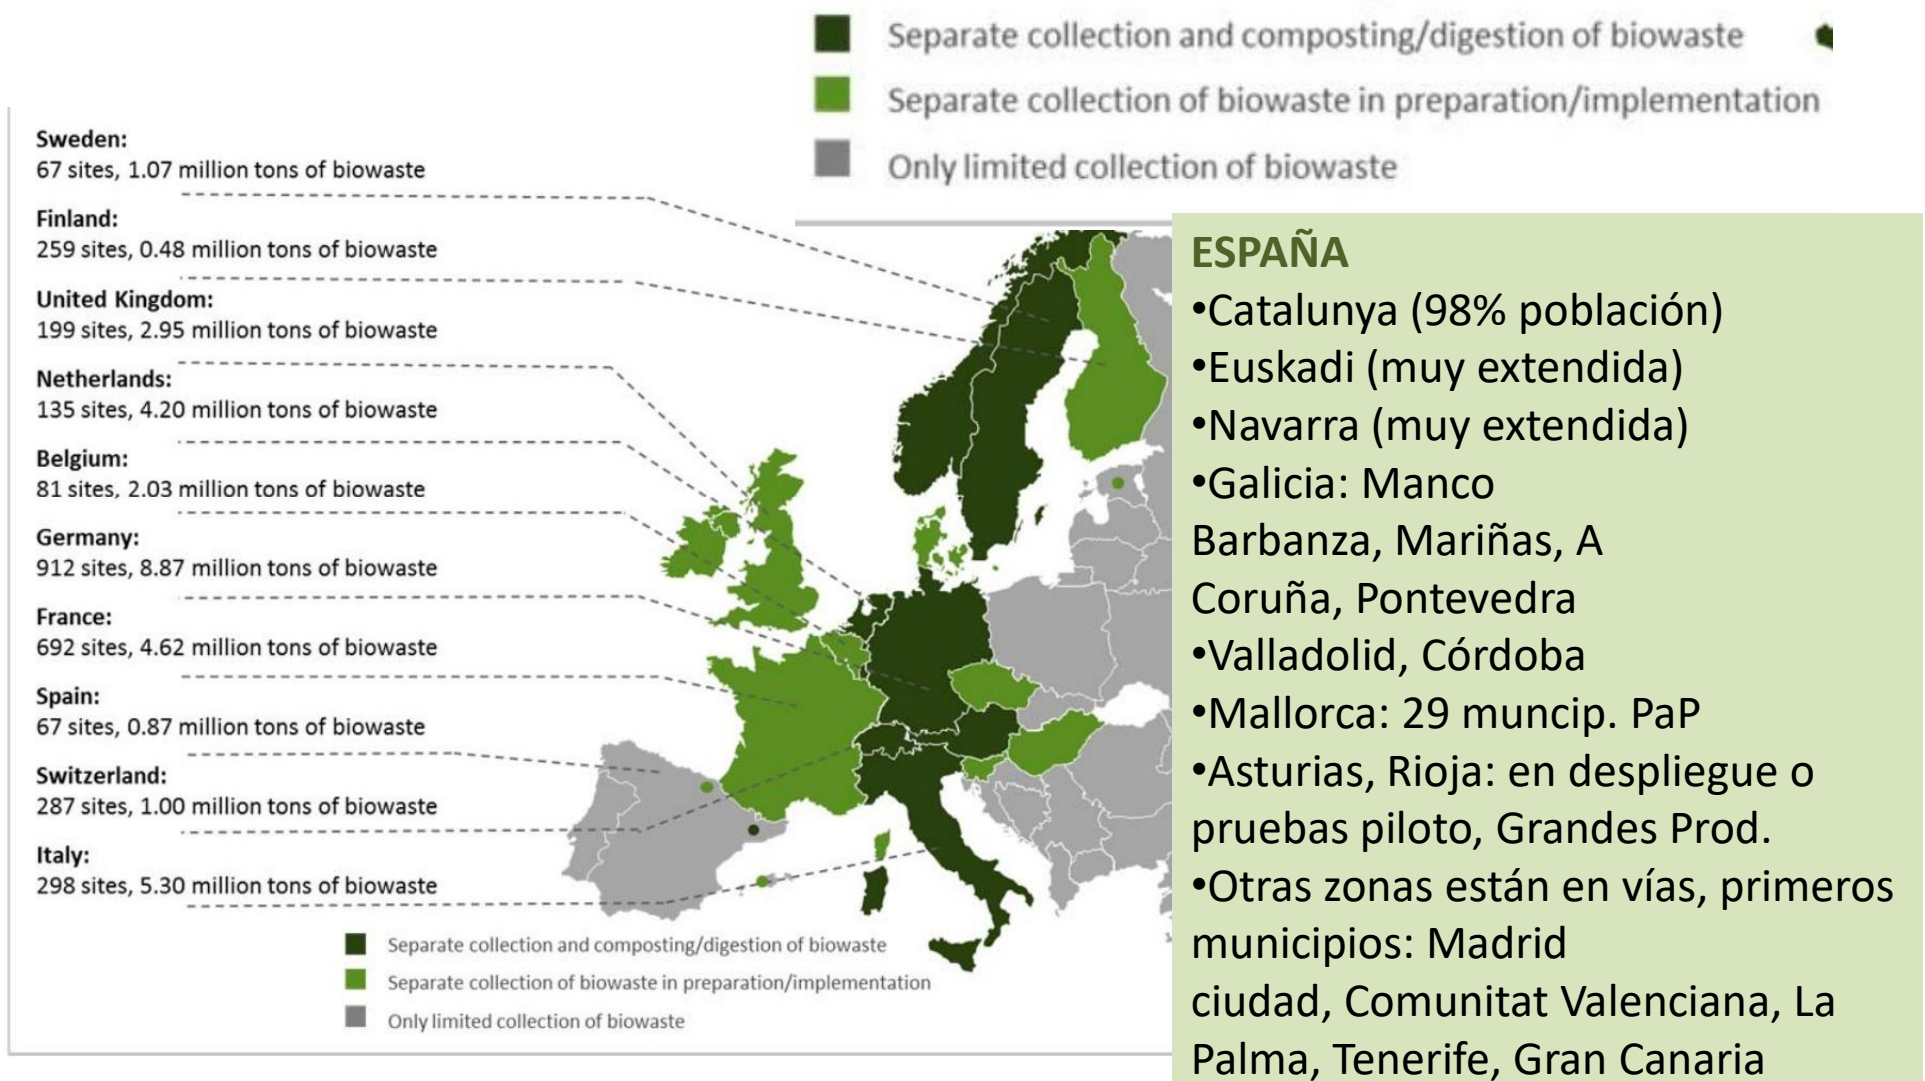 Separate collection and composting/digestion of biowaste
Separate collection of biowaste in preparation/implementation
Only limited collection of biowaste
Sweden:
67 sites, 1.07 million tons of biowaste
Finland:
259 sites, 0.48 million tons of biowaste
United Kingdom:
199 sites, 2.95 million tons of biowaste
Netherlands:
135 sites, 4.20 million tons of biowaste
Belgium:
81 sites, 2.03 million tons of biowaste
Germany:
912 sites, 8.87 million tons of biowaste
France:
692 sites, 4.62 million tons of biowaste
Spain:
67 sites, 0.87 million tons of biowaste
Switzerland:
287 sites, 1.00 million tons of biowaste
Italy:
298 sites, 5.30 million tons of biowaste
Separate collection and composting/digestion of biowaste
Separate collection of biowaste in preparation/implementation
Only limited collection of biowaste
ESPAÑA
•Catalunya (98% población)
•Euskadi (muy extendida)
•Navarra (muy extendida)
•Galicia: Manco
Barbanza, Mariñas, A
Coruña, Pontevedra
•Valladolid, Córdoba
•Mallorca: 29 muncip. PaP
•Asturias, Rioja: en despliegue o
pruebas piloto, Grandes Prod.
•Otras zonas están en vías, primeros
municipios: Madrid
ciudad, Comunitat Valenciana, La
Palma, Tenerife, Gran Canaria